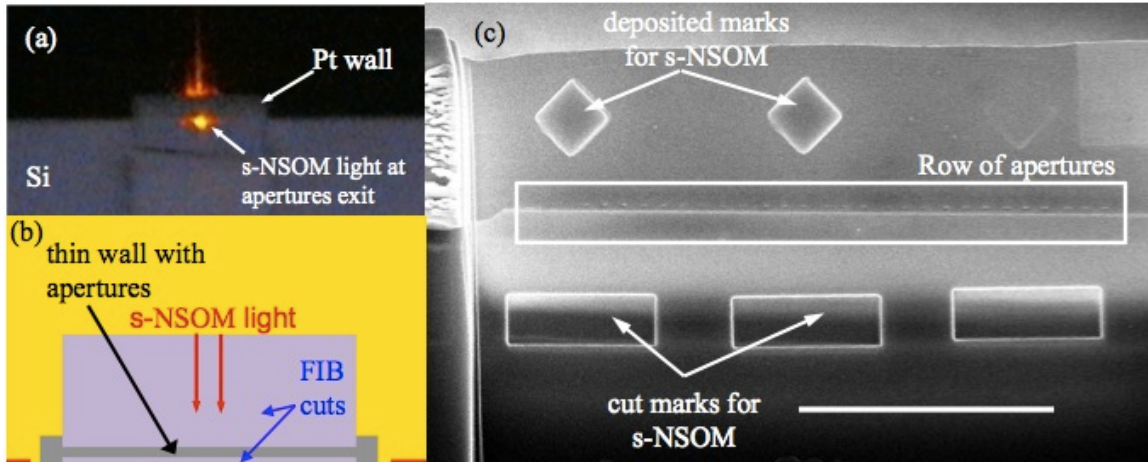 (a)
Pt wall
s-NSOM light at
apertures exit
Si
(b)
thin wall with
apertures
s-NSOM light
FIB
cuts
(c)
deposited marks
for s-NSOM
Row of apertures
cut marks for
s-NSOM